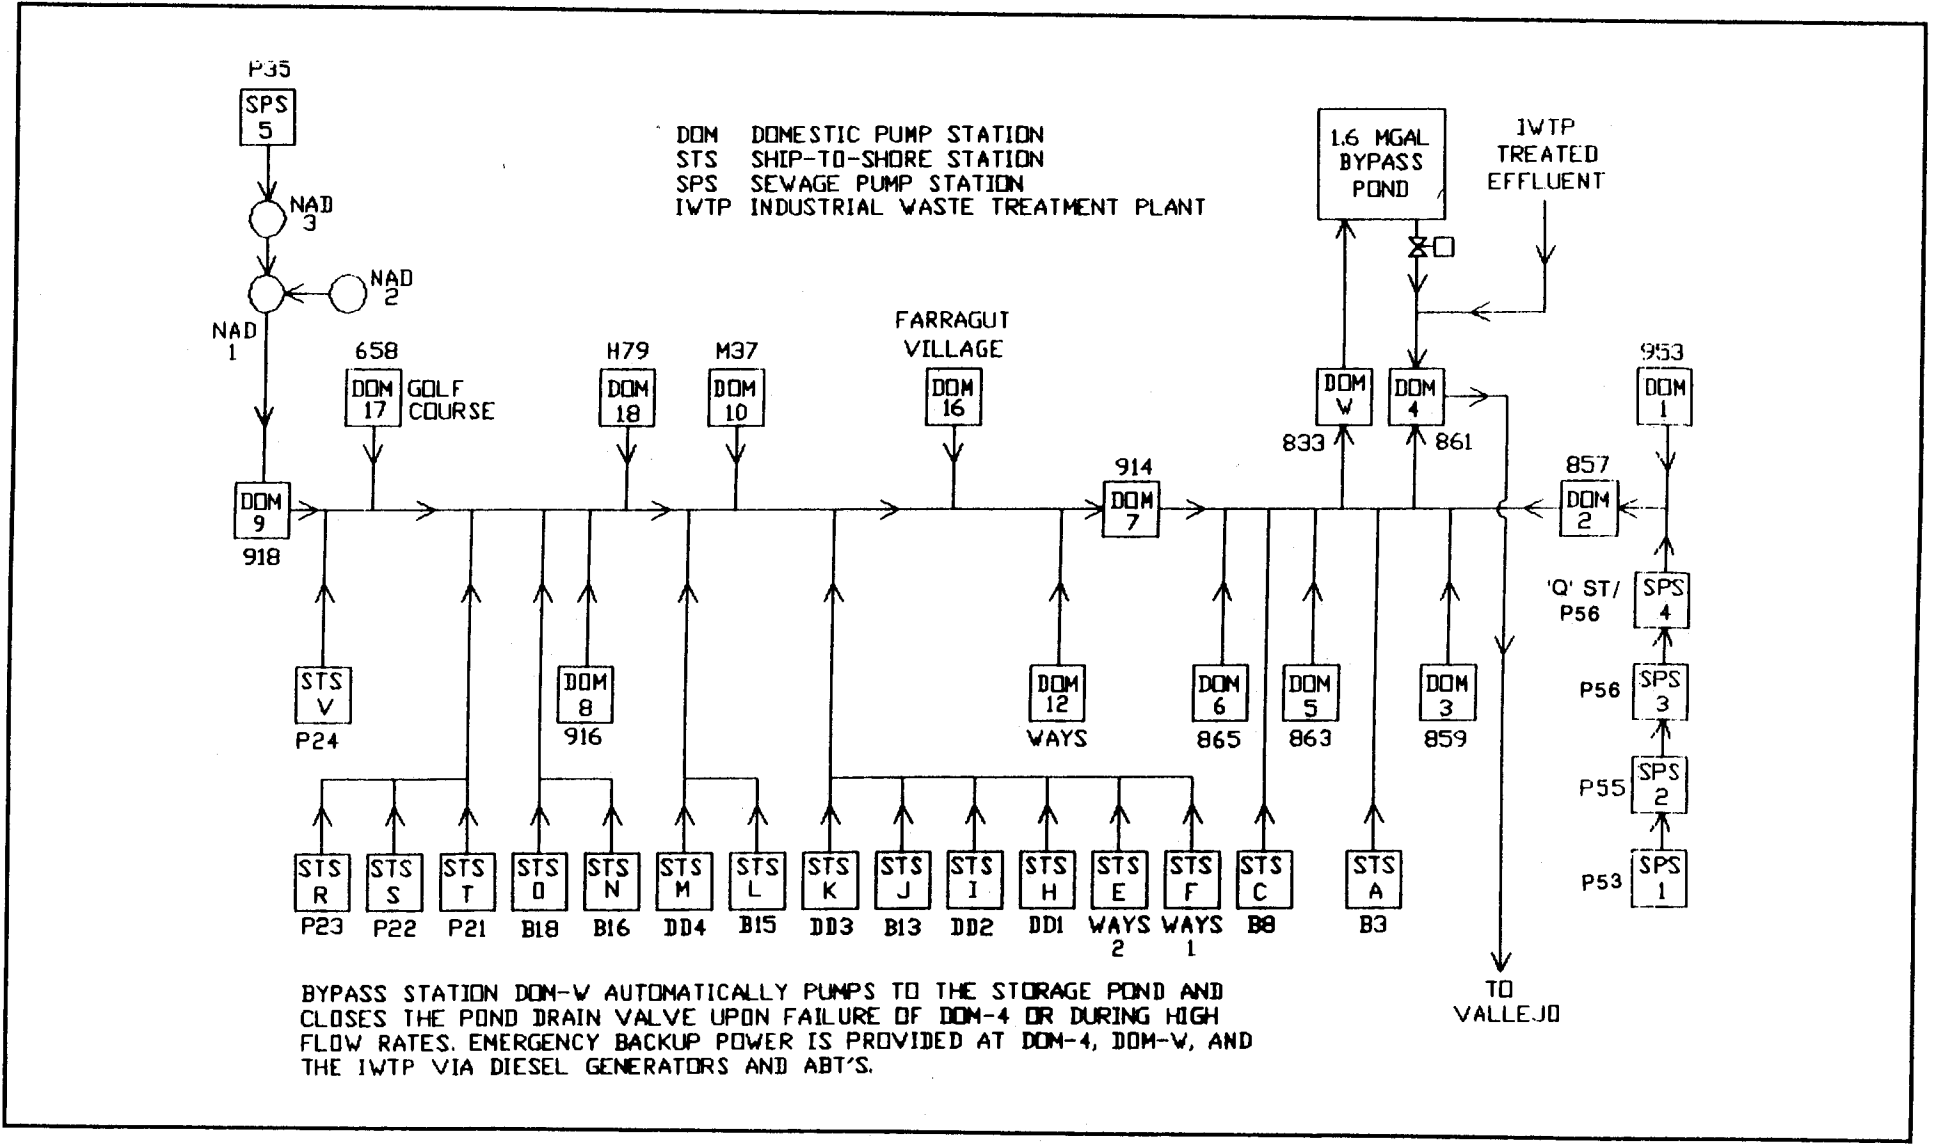 P35
SPS
5
NAD
3
NAD
2
NAD
1
DOM DOMESTIC PUMP STATION
STS SHIP-TO-SHORE STATION
SPS SEWAGE PUMP STATION
IWTP INDUSTRIAL WASTE TREATMENT PLANT
1.6 MGAL
BYPASS
POND
IWTP
TREATED
EFFLUENT
658
DOM
17
GOLF
COURSE
H79
DOM
18
M37
DOM
10
FARRAGUT
VILLAGE
DOM
16
DOM
W
833
DOM
4
861
953
DOM
1
DOM
9
918
914
DOM
7
857
DOM
2
'Q' ST/
P56
SPS
4
STS
V
P24
DOM
8
916
DOM
12
WAYS
DOM
6
865
DOM
5
863
DOM
3
859
P56
SPS
3
P55
SPS
2
P53
SPS
1
STS
R
P23
STS
S
P22
STS
T
P21
STS
O
B18
STS
N
B16
STS
M
DD4
STS
L
B15
STS
K
DD3
STS
J
B13
STS
I
DD2
STS
H
DD1
STS
E
WAYS
2
STS
F
WAYS
1
STS
C
B8
STS
A
B3
TO
VALLEJO
BYPASS STATION DOM-W AUTOMATICALLY PUMPS TO THE STORAGE POND AND
CLOSES THE POND DRAIN VALVE UPON FAILURE OF DOM-4 OR DURING HIGH
FLOW RATES. EMERGENCY BACKUP POWER IS PROVIDED AT DOM-4, DOM-W, AND
THE IWTP VIA DIESEL GENERATORS AND ABT'S.